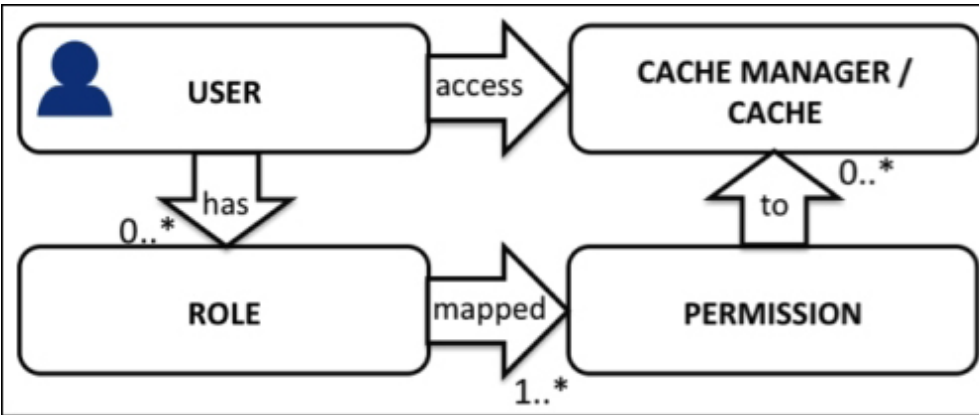 USER
access
CACHE MANAGER /
CACHE
has
0..*
to
0..*
ROLE
mapped
1..*
PERMISSION